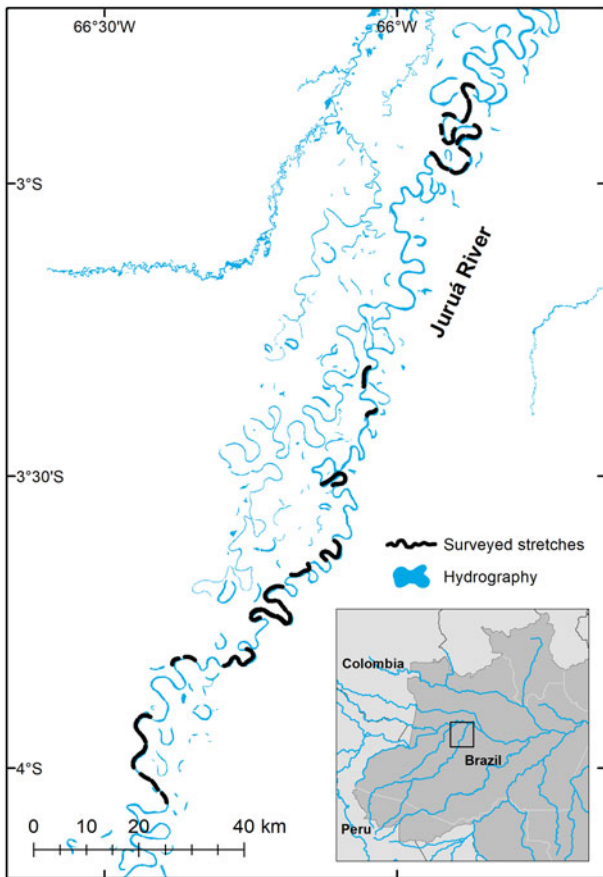 66°30'W
66°W
3°S
Juruá River
3°30'S
Surveyed stretches
Hydrography
Colombia
Brazil
Peru
4°S
0 10 20 40 km